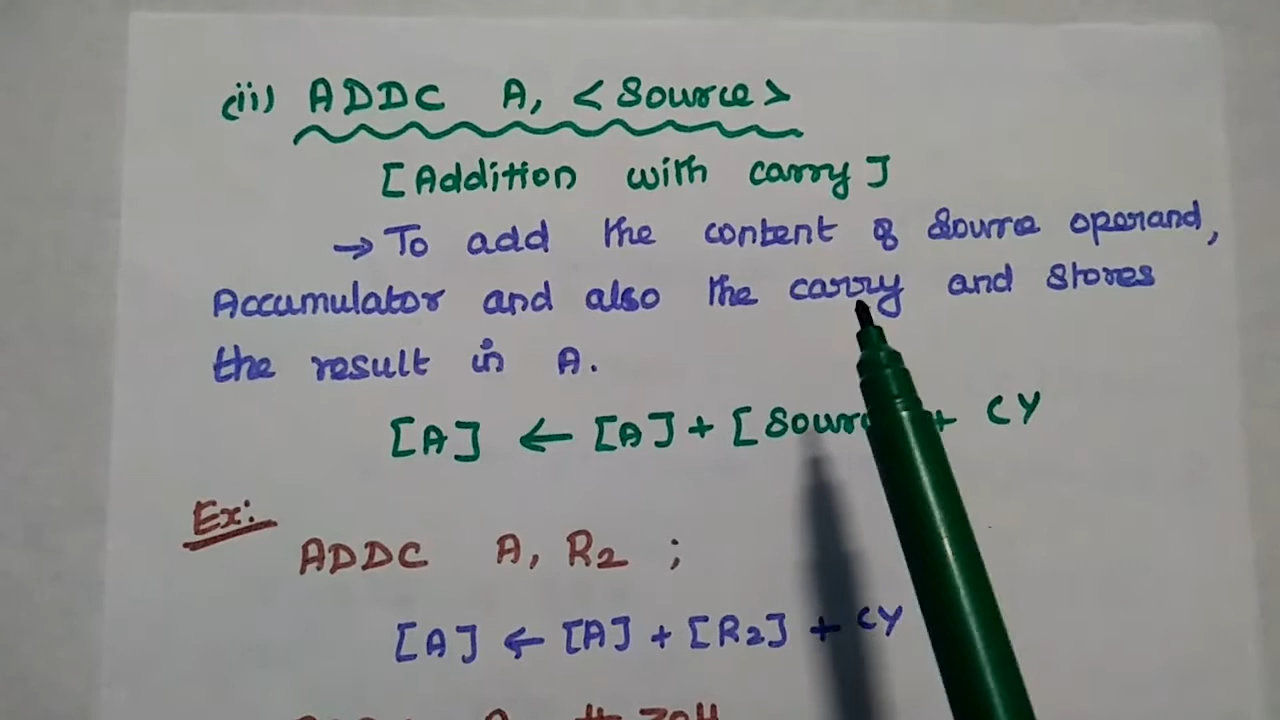 (ii) ADDC A, <Source>
[Addition with carry]
→ To add the content of Source operand,
Accumulator and also the carry and stores
the result in A.
[A] ← [A] + [Sour + CY
Ex:
ADDC A, R2 ;
[A] ← [A] + [R2] + CY
A